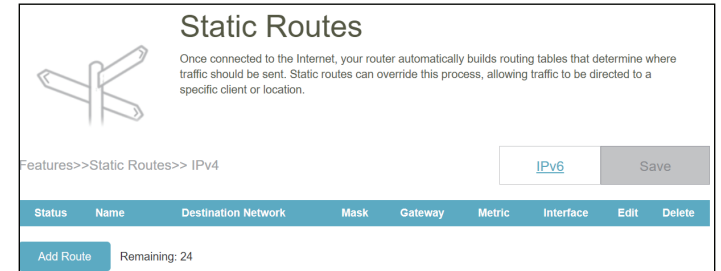 Static Routes
Once connected to the Internet, your router automatically builds routing tables that determine where
traffic should be sent. Static routes can override this process, allowing traffic to be directed to a
specific client or location.
Features>>Static Routes>> IPv4
IPv6 Save
Status Name Destination Network Mask Gateway Metric Interface Edit Delete
Add Route Remaining: 24